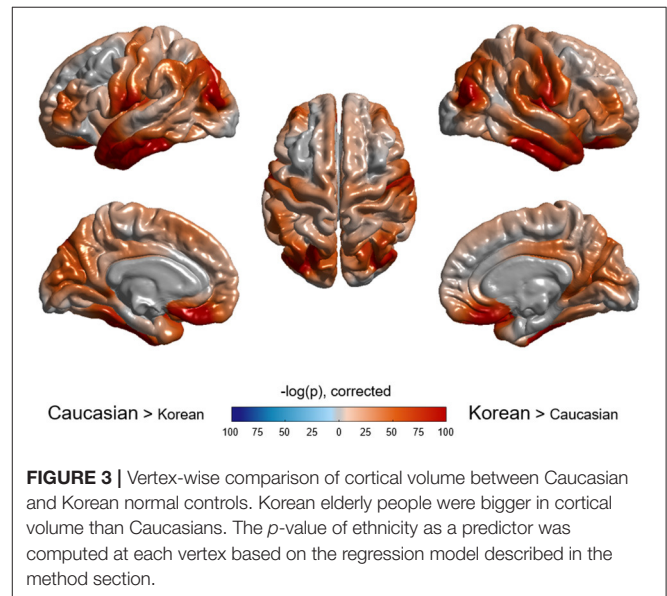 -log(p), corrected
Caucasian > Korean
Korean > Caucasian
100 75 50 25 0 25 50 75 100
FIGURE 3 | Vertex-wise comparison of cortical volume between Caucasian
and Korean normal controls. Korean elderly people were bigger in cortical
volume than Caucasians. The p-value of ethnicity as a predictor was
computed at each vertex based on the regression model described in the
method section.